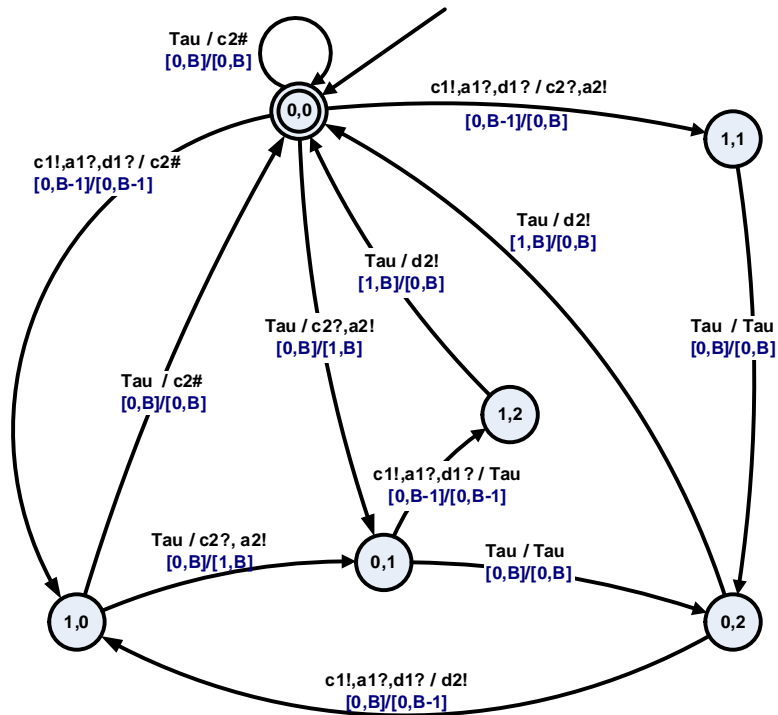 Tau / c2#
[0,B]/[0,B]
0,0
c1!,a1?,d1? / c2?,a2!
[0,B-1]/[0,B]
1,1
c1!,a1?,d1? / c2#
[0,B-1]/[0,B-1]
Tau / d2!
[1,B]/[0,B]
Tau / d2!
[1,B]/[0,B]
Tau / c2?,a2!
[0,B]/[1,B]
Tau / Tau
[0,B]/[0,B]
Tau / c2#
[0,B]/[0,B]
1,2
c1!,a1?,d1? / Tau
[0,B-1]/[0,B-1]
Tau / c2?, a2!
[0,B]/[1,B]
0,1
Tau / Tau
[0,B]/[0,B]
1,0
0,2
c1!,a1?,d1? / d2!
[0,B]/[0,B-1]